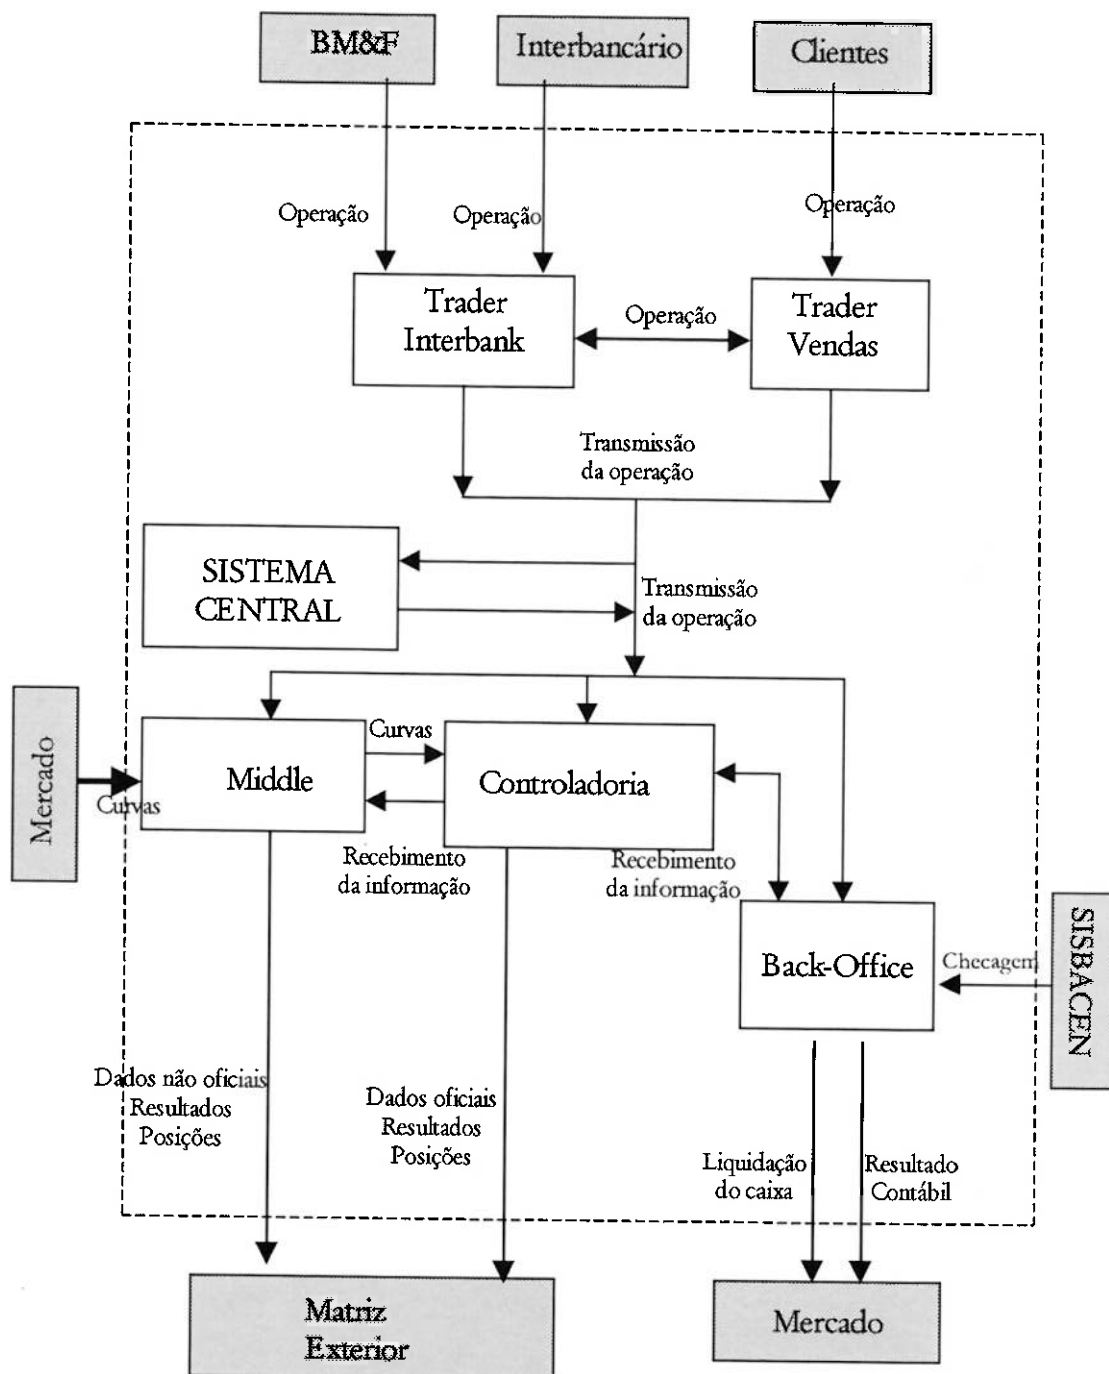 BM&F
Interbancário
Clientes
Operação
Operação
Operação
Trader
Interbank
Operação
Trader
Vendas
Transmissão
da operação
SISTEMA
CENTRAL
Transmissão
da operação
Mercado
Curvas
Middle
Curvas
Controladoria
Recebimento
da informação
Recebimento
da informação
Back-Office
Checagem
SISBACEN
Dados não oficiais
Resultados
Posições
Dados oficiais
Resultados
Posições
Liquidação
do caixa
Resultado
Contábil
Matriz
Exterior
Mercado